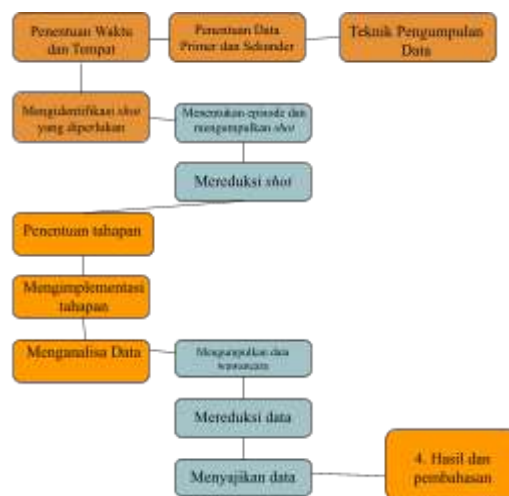 Penentuan Waktu
dan Tempat
Penentuan Data
Primer dan Sekunder
Teknik Pengumpulan
Data
Mengidentifikasi shot
yang diperlukan
Menentukan episode dan
mengumpulkan shot
Mereduksi shot
Penentuan tahapan
Mengimplementasi
tahapan
Menganalisa Data
Mengumpulkan data
wawancara
Mereduksi data
Menyajikan data
4. Hasil dan
pembahasan